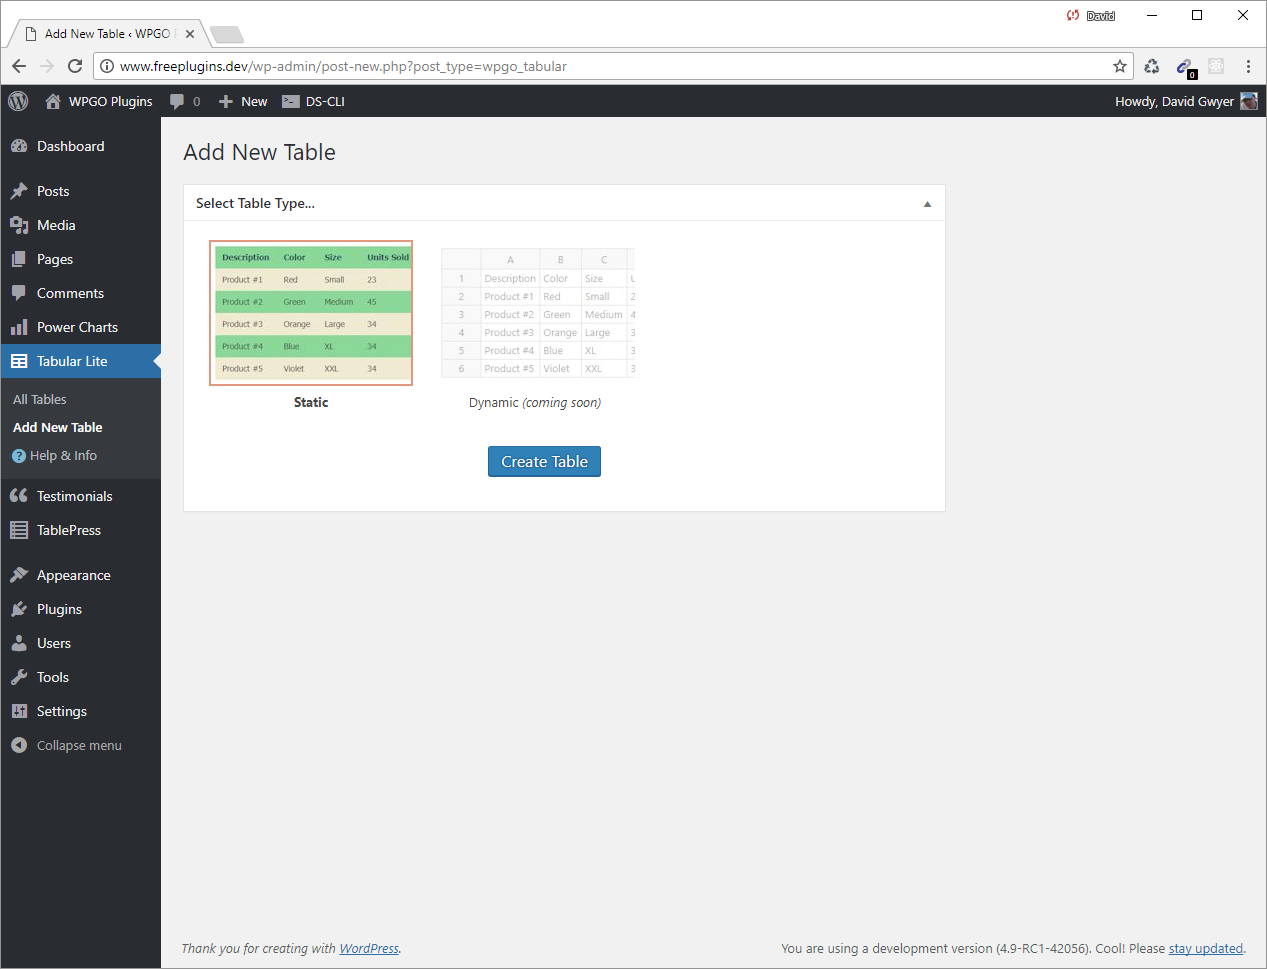 David
Add New Table ‹ WPGO
www.freeplugins.dev/wp-admin/post-new.php?post_type=wpgo_tabular
0
WPGO Plugins
0
New
DS-CLI
Howdy, David Gwyer
Dashboard
Posts
Media
Pages
Comments
Power Charts
Tabular Lite
All Tables
Add New Table
? Help & Info
Testimonials
TablePress
Appearance
Plugins
Users
Tools
Settings
Collapse menu
Add New Table
Select Table Type...
Description Color Size Units Sold
Product #1 Red Small 23
Product #2 Green Medium 45
Product #3 Orange Large 34
Product #4 Blue XL 34
Product #5 Violet XXL 34
Static
A B C
1 Description Color Size
2 Product #1 Red Small 2
3 Product #2 Green Medium 4
4 Product #3 Orange Large 3
5 Product #4 Blue XL 3
6 Product #5 Violet XXL 3
Dynamic (coming soon)
Create Table
Thank you for creating with WordPress.
You are using a development version (4.9-RC1-42056). Cool! Please stay updated.